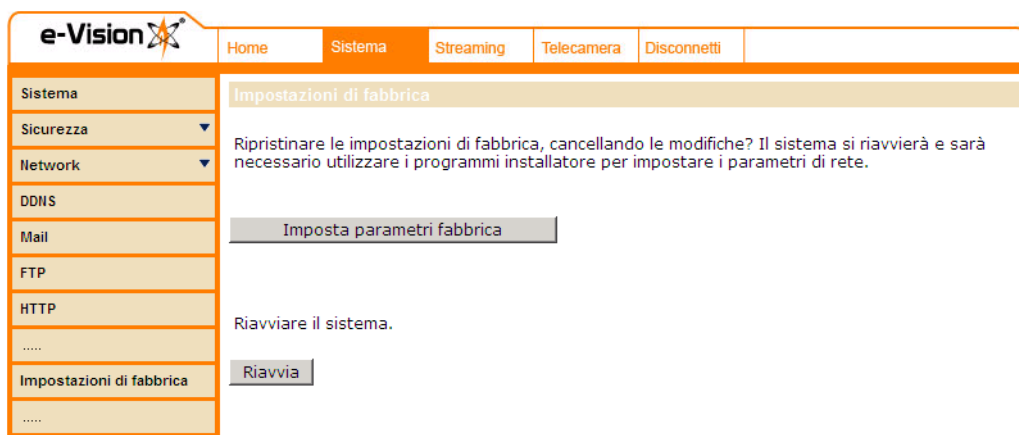 e-Vision
Home Sistema Streaming Telecamera Disconnetti
Sistema
Sicurezza
Network
DDNS
Mail
FTP
HTTP
.....
Impostazioni di fabbrica
.....
Impostazioni di fabbrica
Ripristinare le impostazioni di fabbrica, cancellando le modifiche? Il sistema si riavvierà e sarà
necessario utilizzare i programmi installatore per impostare i parametri di rete.
Imposta parametri fabbrica
Riavviare il sistema.
Riavvia